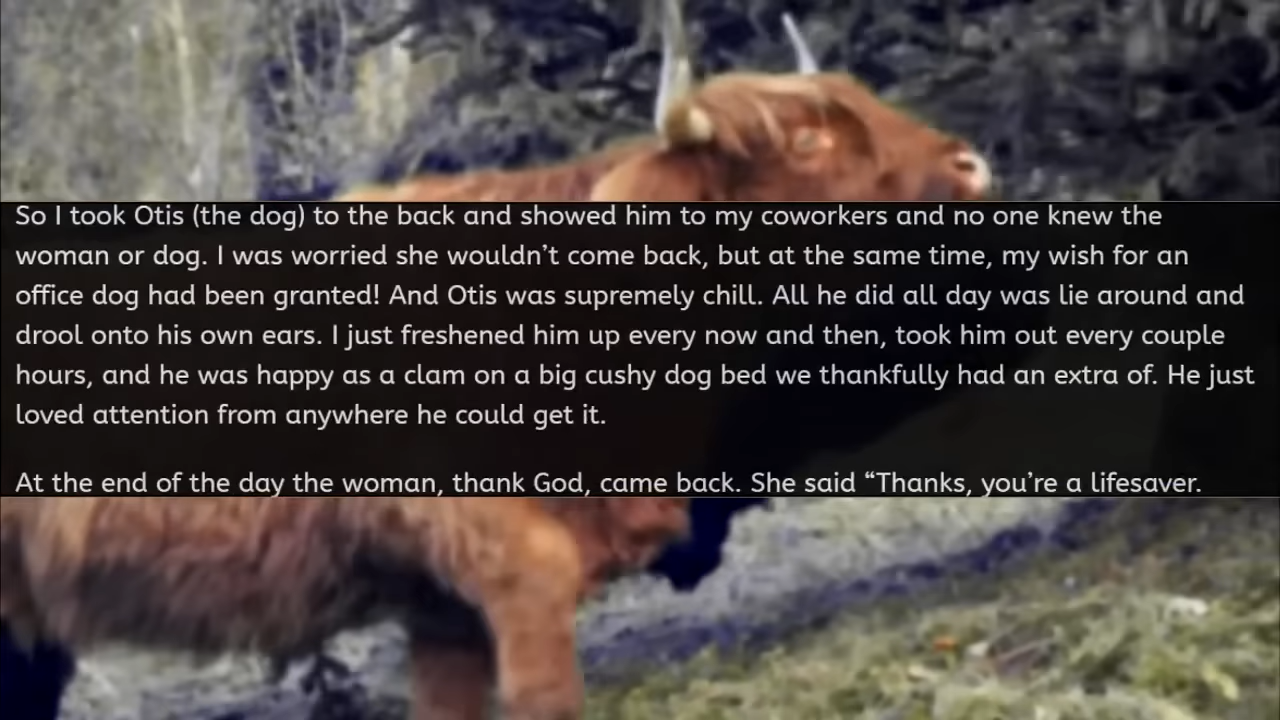 So I took Otis (the dog) to the back and showed him to my coworkers and no one knew the
woman or dog. I was worried she wouldn’t come back, but at the same time, my wish for an
office dog had been granted! And Otis was supremely chill. All he did all day was lie around and
drool onto his own ears. I just freshened him up every now and then, took him out every couple
hours, and he was happy as a clam on a big cushy dog bed we thankfully had an extra of. He just
loved attention from anywhere he could get it.
At the end of the day the woman, thank God, came back. She said “Thanks, you’re a lifesaver.